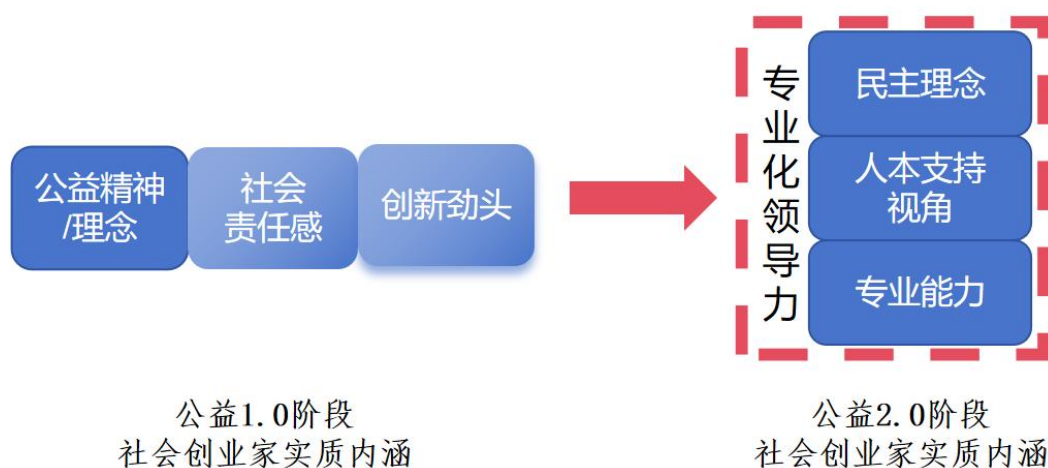 公益精神
/理念
社会
责任感
创新劲头
专业化领导力
民主理念
人本支持
视角
专业能力
公益1.0阶段
社会创业家实质内涵
公益2.0阶段
社会创业家实质内涵